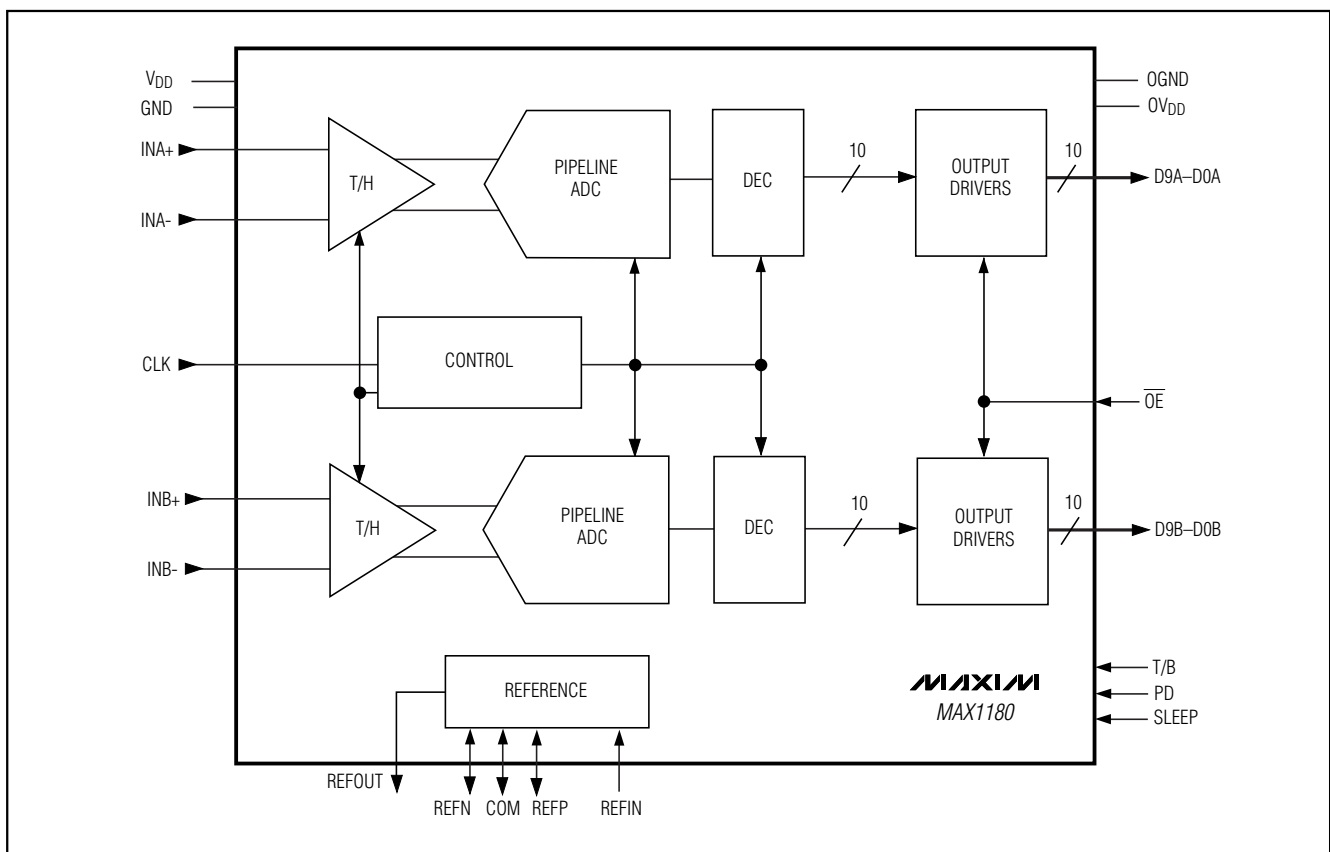 VDD
GND
INA+
INA-
T/H
PIPELINE
ADC
DEC
10
OUTPUT
DRIVERS
10
OGND
OVDD
D9A–D0A
CLK
CONTROL
OE
INB+
INB-
T/H
PIPELINE
ADC
DEC
10
OUTPUT
DRIVERS
10
D9B–D0B
REFERENCE
MAXIM
MAX1180
T/B
PD
SLEEP
REFOUT
REFN
COM
REFP
REFIN